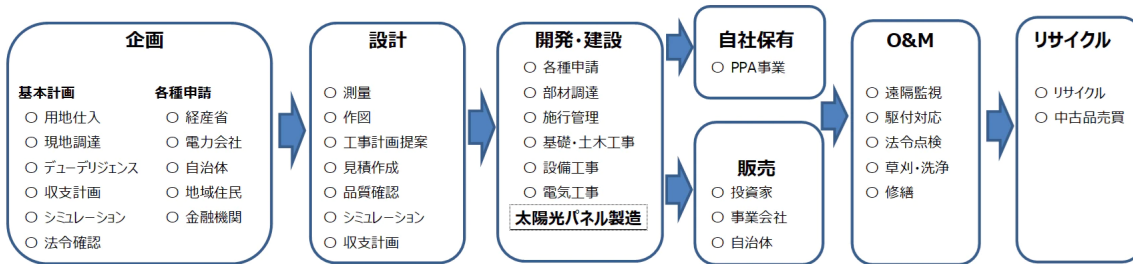 企画
基本計画
○ 用地仕入
○ 現地調達
○ デューデリジェンス
○ 収支計画
○ シミュレーション
○ 法令確認
各種申請
○ 経産省
○ 電力会社
○ 自治体
○ 地域住民
○ 金融機関
設計
○ 測量
○ 作図
○ 工事計画提案
○ 見積作成
○ 品質確認
○ シミュレーション
○ 収支計画
開発・建設
○ 各種申請
○ 部材調達
○ 施行管理
○ 基礎・土木工事
○ 設備工事
○ 電気工事
太陽光パネル製造
自社保有
○ PPA事業
販売
○ 投資家
○ 事業会社
○ 自治体
O&M
○ 遠隔監視
○ 駆付対応
○ 法令点検
○ 草刈・洗浄
○ 修繕
リサイクル
○ リサイクル
○ 中古品売買